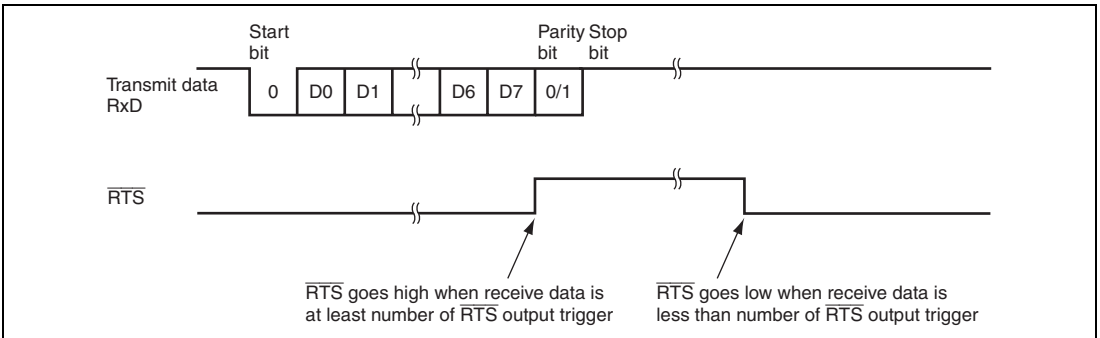 Start
bit
Parity Stop
bit bit
Transmit data
RxD
0 D0 D1 D6 D7 0/1
RTS
RTS goes high when receive data is
at least number of RTS output trigger
RTS goes low when receive data is
less than number of RTS output trigger